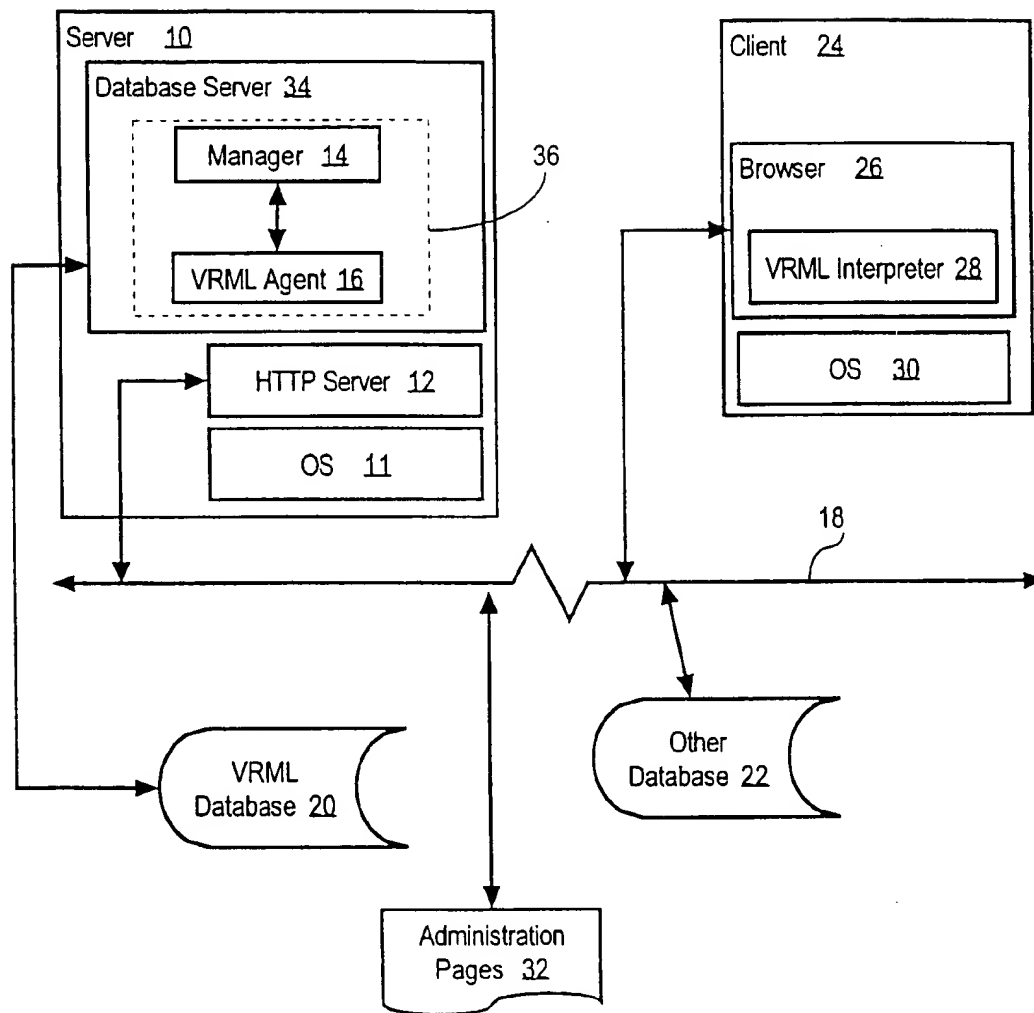 Server 10
Database Server 34
Manager 14
VRML Agent 16
36
HTTP Server 12
OS 11
Client 24
Browser 26
VRML Interpreter 28
OS 30
18
VRML
Database 20
Other
Database 22
Administration
Pages 32